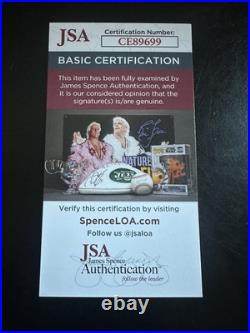 JSA
Certification Number:
CE89699
BASIC CERTIFICATION
This item has been fully examined by
James Spence Authentication, and
it is our considered opinion that the
signature(s) is/are genuine.
NATURE
Verify this certification by visiting
SpenceLOA.com
Follow us @jsaloa
JSA
James Spence
Authentication
follow the leader